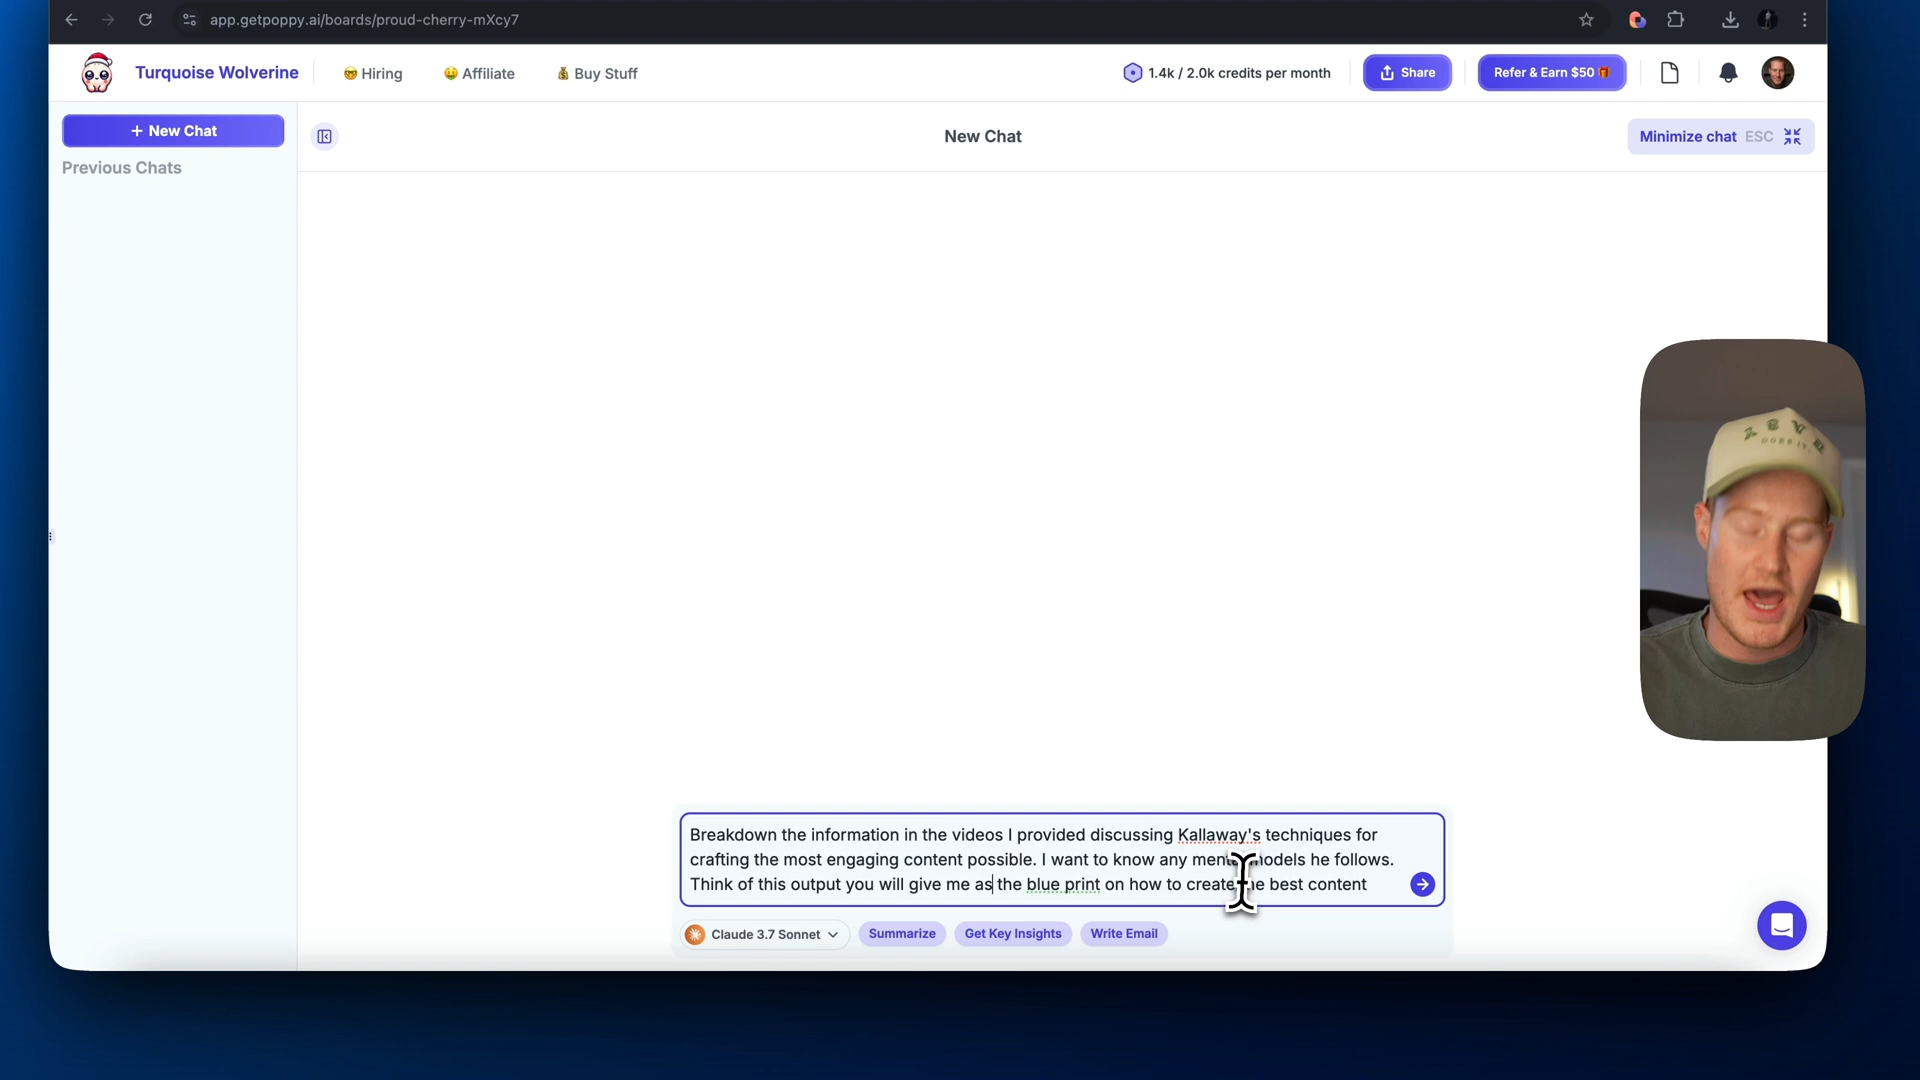 app.getpoppy.ai/boards/proud-cherry-mXcy7
Turquoise Wolverine
Hiring
Affiliate
Buy Stuff
1.4k / 2.0k credits per month
Share
Refer & Earn $50
+ New Chat
New Chat
Minimize chat ESC
Previous Chats
Breakdown the information in the videos I provided discussing Kallaway's techniques for
crafting the most engaging content possible. I want to know any mental models he follows.
Think of this output you will give me as the blue print on how to create the best content
Claude 3.7 Sonnet
Summarize
Get Key Insights
Write Email